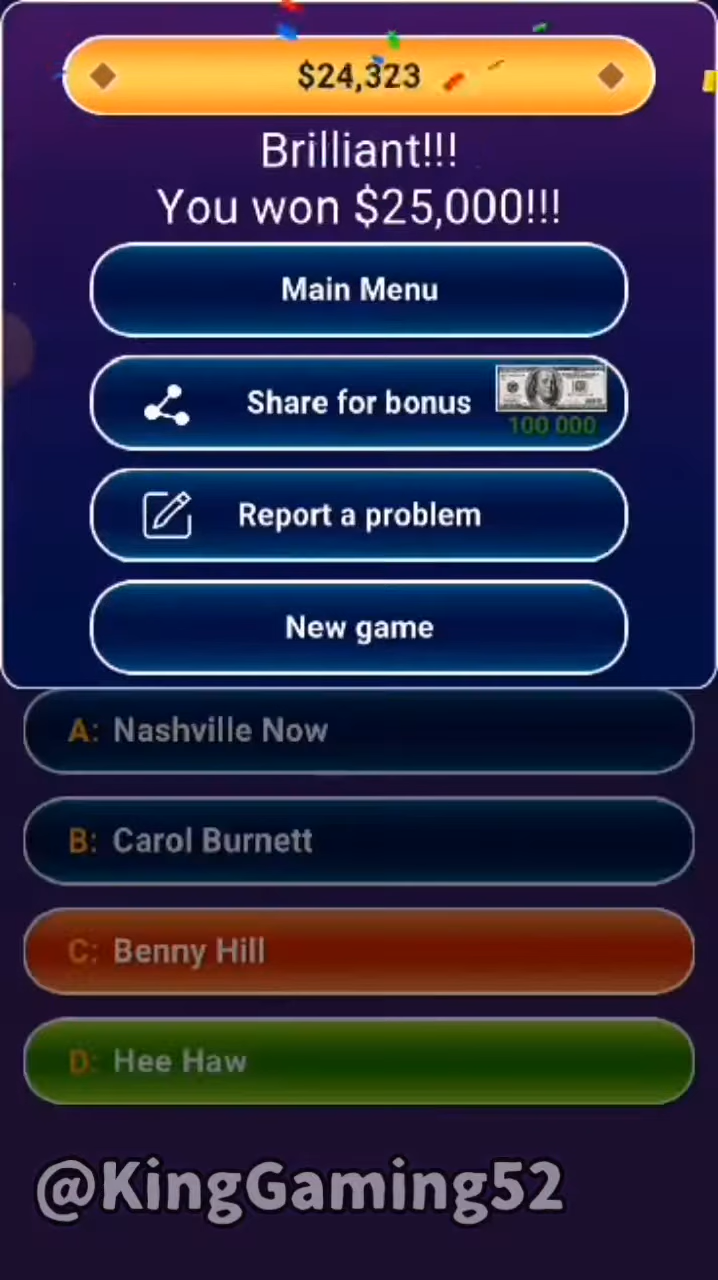 $24,323
Brilliant!!!
You won $25,000!!!
Main Menu
Share for bonus
100 000
Report a problem
New game
A: Nashville Now
B: Carol Burnett
C: Benny Hill
D: Hee Haw
@KingGaming52